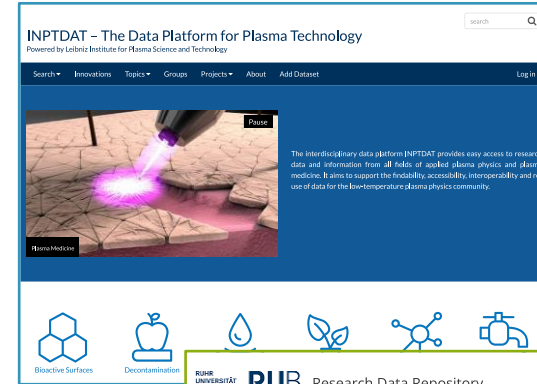 search
INPTDAT – The Data Platform for Plasma Technology
Powered by Leibniz Institute for Plasma Science and Technology
Search Innovations Topics Groups Projects About Add Dataset Log in
Pause
The interdisciplinary data platform INPTDAT provides easy access to
data and information from all fields of applied plasma physics and
medicine. It aims to support the findability, accessibility, interoperability and
use of data for the low-temperature plasma physics community.
Plasma Medicine
Bioactive Surfaces Decontamination
RUHR
UNIVERSITÄT
RUB Research Data Repository